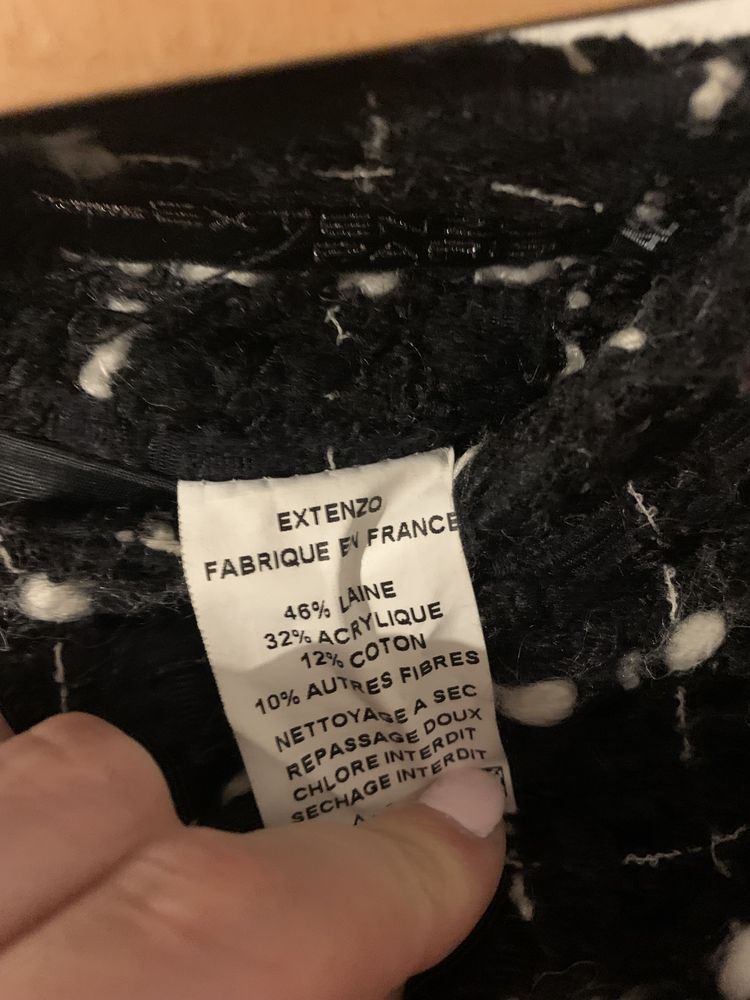 EXTENZO
FABRIQUE EN FRANCE
46% LAINE
32% ACRYLIQUE
12% COTON
10% AUTRES FIBRES
NETTOYAGE A SEC
REPASSAGE DOUX
CHLORE INTERDIT
SECHAGE INTERDIT